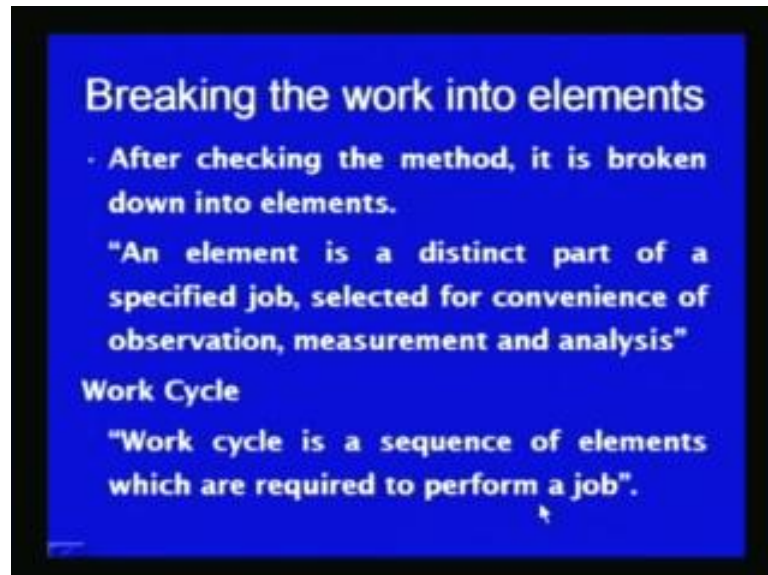 Breaking the work into elements
· After checking the method, it is broken
down into elements.
“An element is a distinct part of a
specified job, selected for convenience of
observation, measurement and analysis”
Work Cycle
“Work cycle is a sequence of elements
which are required to perform a job”.